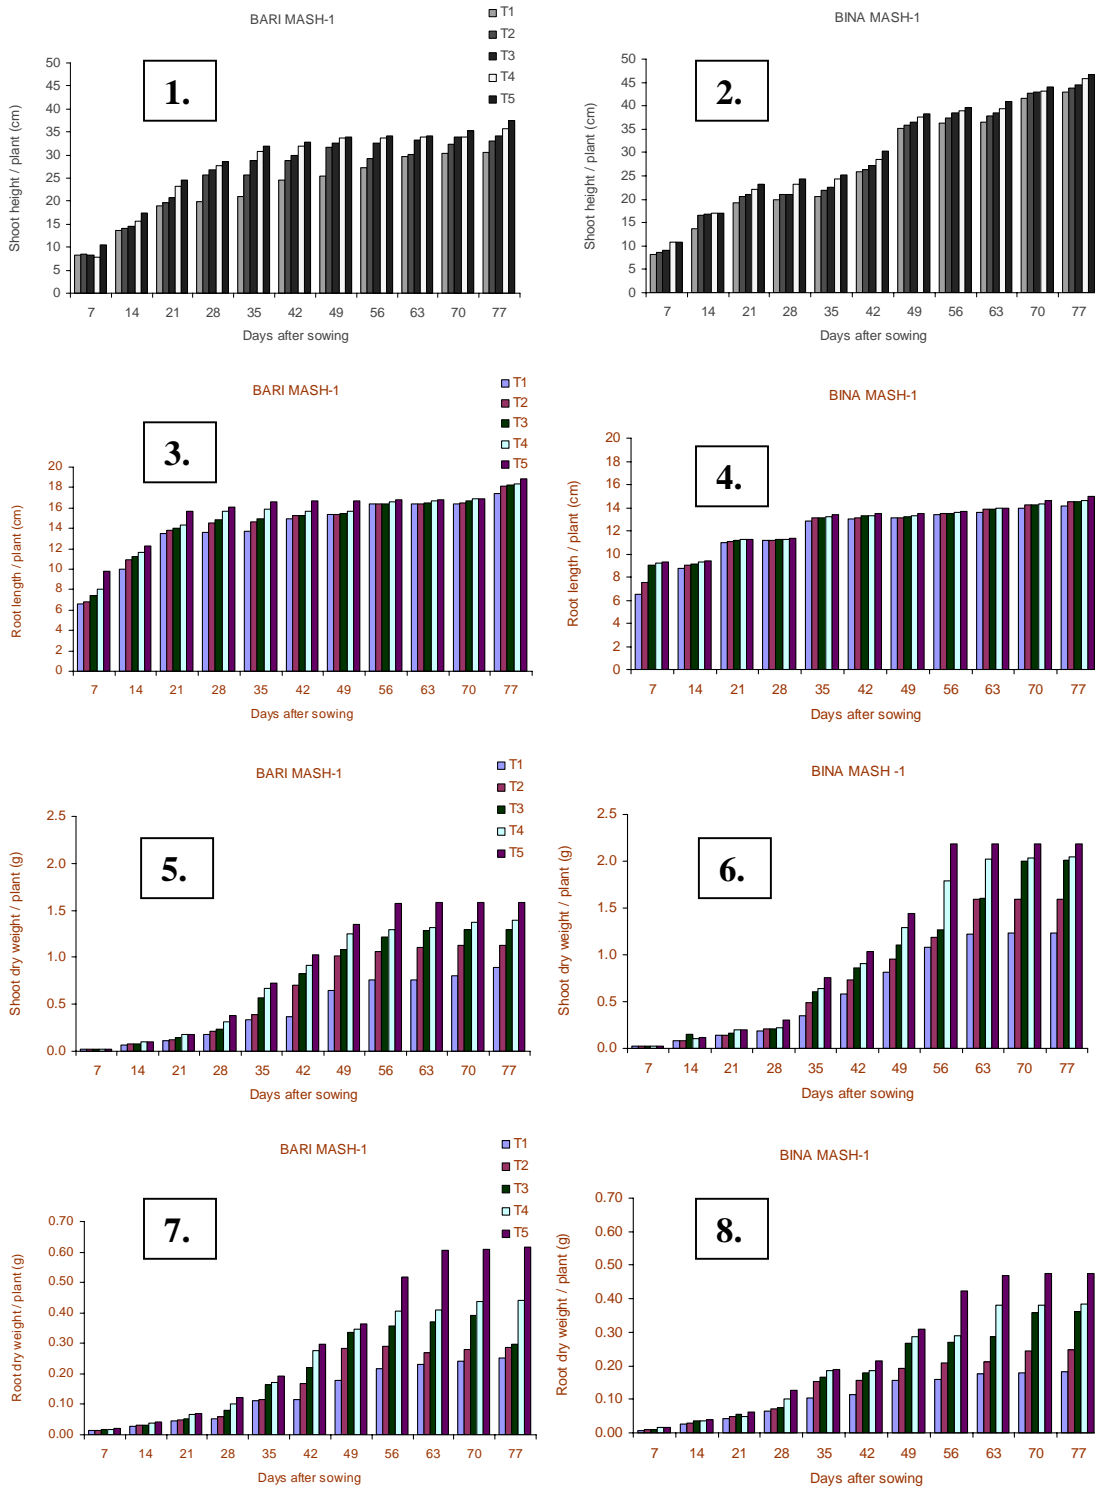 BARI MASH-1
T1
T2
T3
T4
T5
1.
50
45
40
35
30
25
20
15
10
5
0
Shoot height / plant (cm)
7 14 21 28 35 42 49 56 63 70 77
Days after sowing
BINA MASH-1
2.
50
45
40
35
30
25
20
15
10
5
0
Shoot height / plant (cm)
7 14 21 28 35 42 49 56 63 70 77
Days after sowing
BARI MASH-1
T1
T2
T3
T4
T5
3.
20
18
16
14
12
10
8
6
4
2
0
Root length / plant (cm)
7 14 21 28 35 42 49 56 63 70 77
Days after sowing
BINA MASH-1
4.
20
18
16
14
12
10
8
6
4
2
0
Root length / plant (cm)
7 14 21 28 35 42 49 56 63 70 77
Days after sowing
BARI MASH-1
T1
T2
T3
T4
T5
5.
2.5
2.0
1.5
1.0
0.5
0.0
Shoot dry weight / plant (g)
7 14 21 28 35 42 49 56 63 70 77
Days after sowing
BINA MASH -1
6.
2.5
2.0
1.5
1.0
0.5
0.0
Shoot dry weight / plant (g)
7 14 21 28 35 42 49 56 63 70 77
Days after sowing
BARI MASH-1
T1
T2
T3
T4
T5
7.
0.70
0.60
0.50
0.40
0.30
0.20
0.10
0.00
Root dry weight / plant (g)
7 14 21 28 35 42 49 56 63 70 77
Days after sowing
BINA MASH-1
8.
0.70
0.60
0.50
0.40
0.30
0.20
0.10
0.00
Root dry weight / plant (g)
7 14 21 28 35 42 49 56 63 70 77
Days after sowing